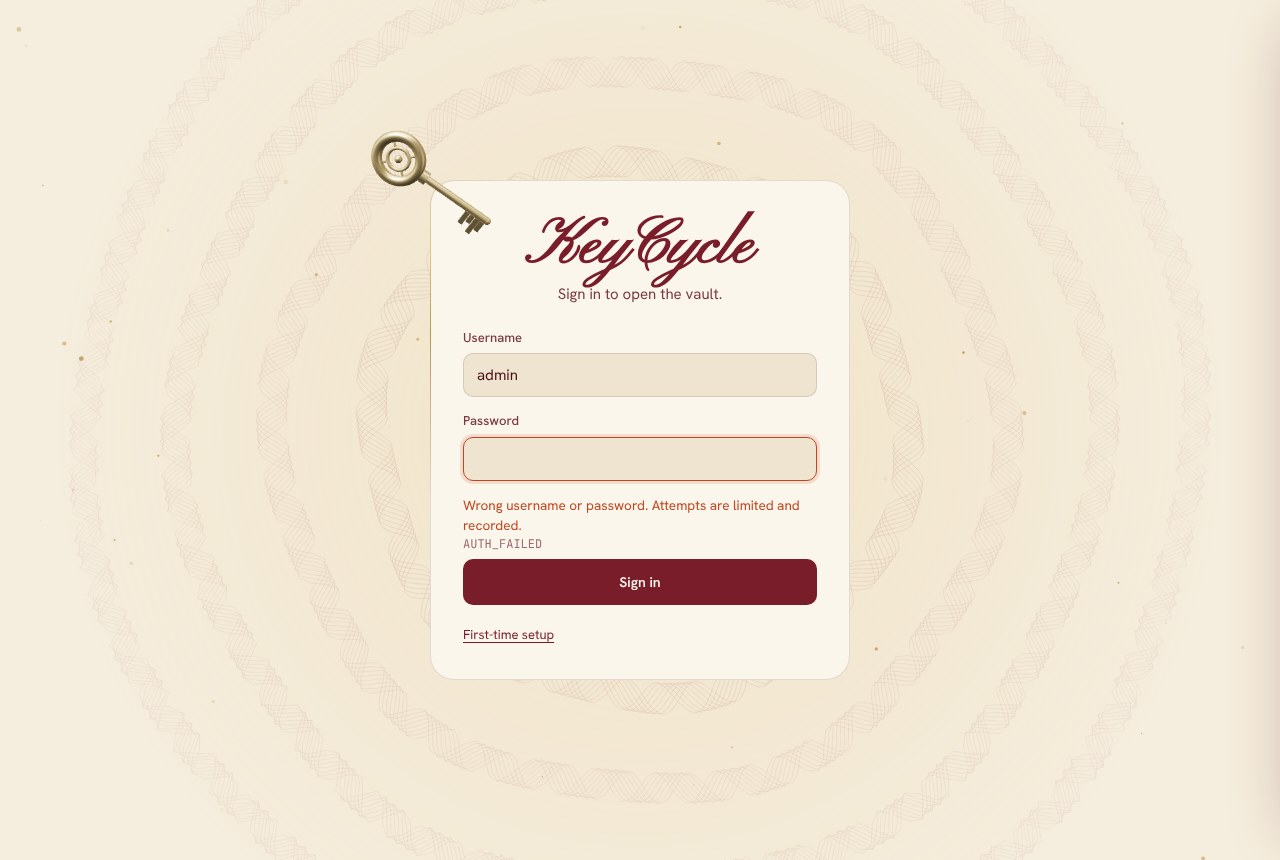 KeyCycle
Sign in to open the vault.
Username
admin
Password
Wrong username or password. Attempts are limited and
recorded.
AUTH_FAILED
Sign in
First-time setup